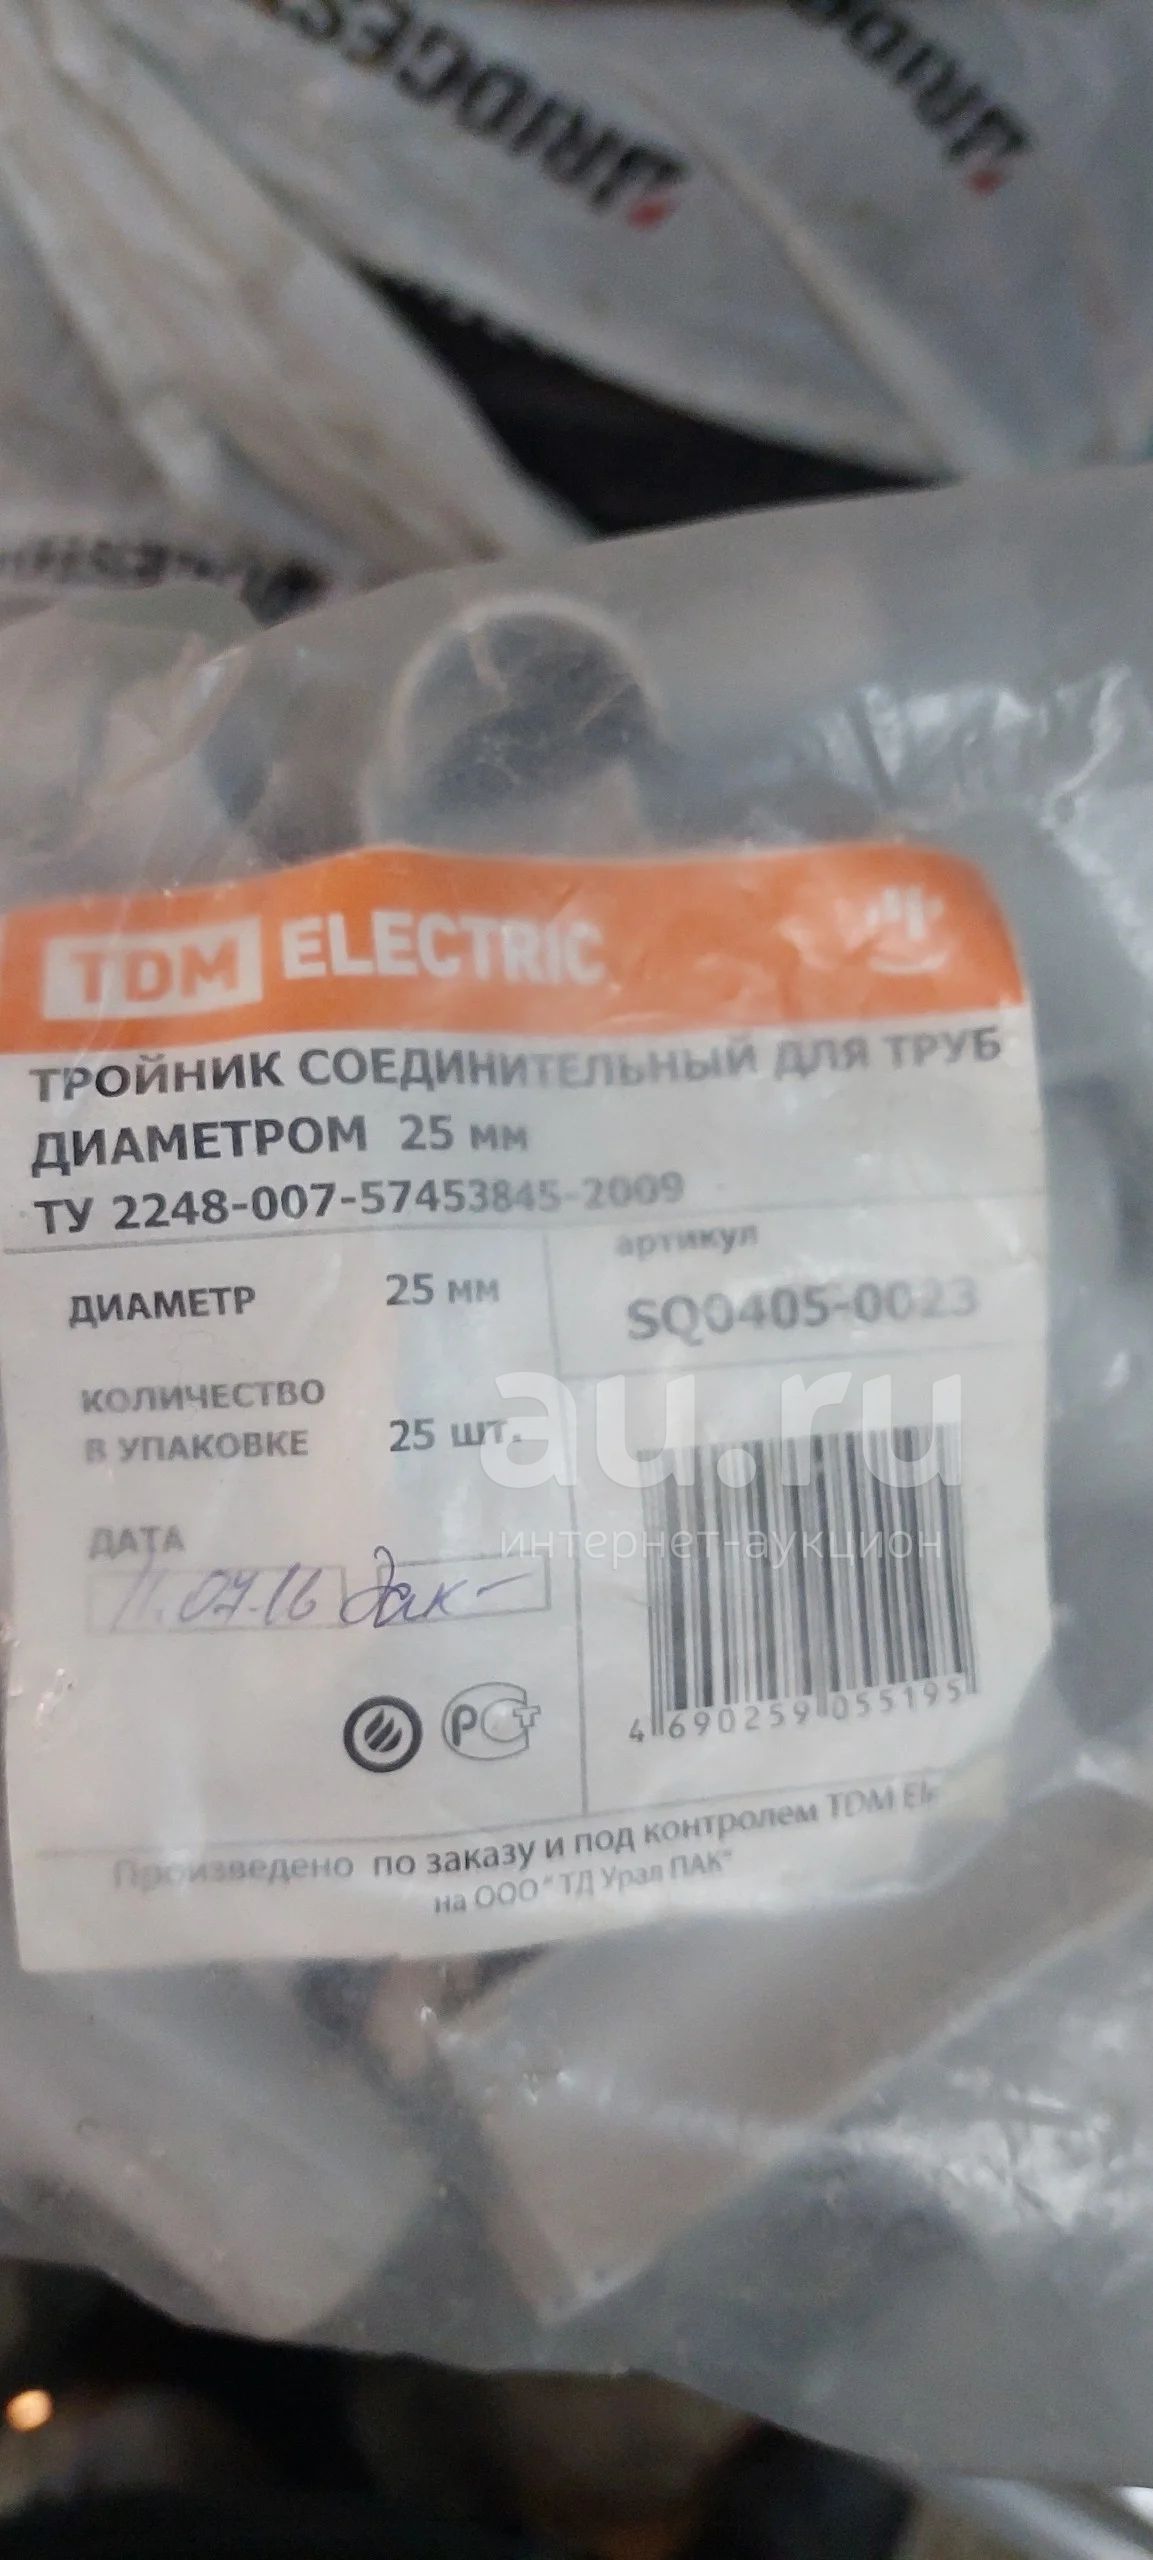 TDM ELECTRIC
ТРОЙНИК СОЕДИНИТЕЛЬНЫЙ ДЛЯ ТРУБ
ДИАМЕТРОМ 25 мм
ТУ 2248-007-57453845-2009
ДИАМЕТР 25 мм
артикул
SQ0405-0023
КОЛИЧЕСТВО
В УПАКОВКЕ 25 шт.
ДАТА
11.07.16
РСТ
4 690259 055195
Произведено по заказу и под контролем TDM
на ООО "ТД Урал ПАК"
au.ru
интернет-аукцион